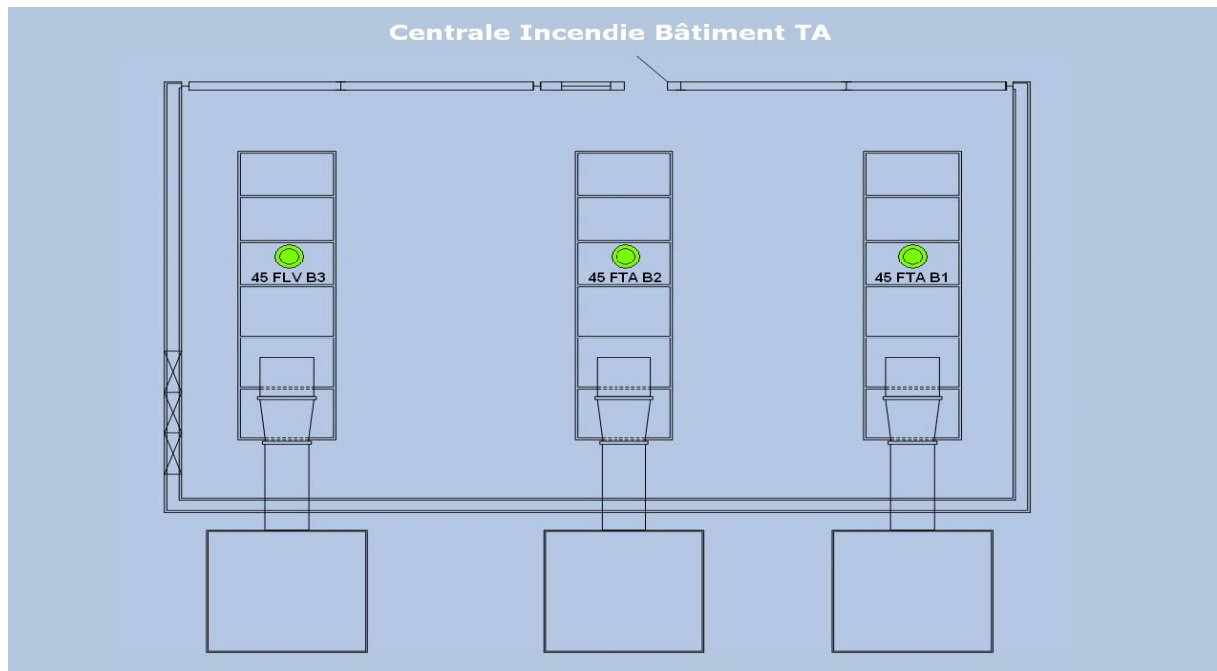 Centrale Incendie Bâtiment TA
45 FLV B3
45 FTA B2
45 FTA B1